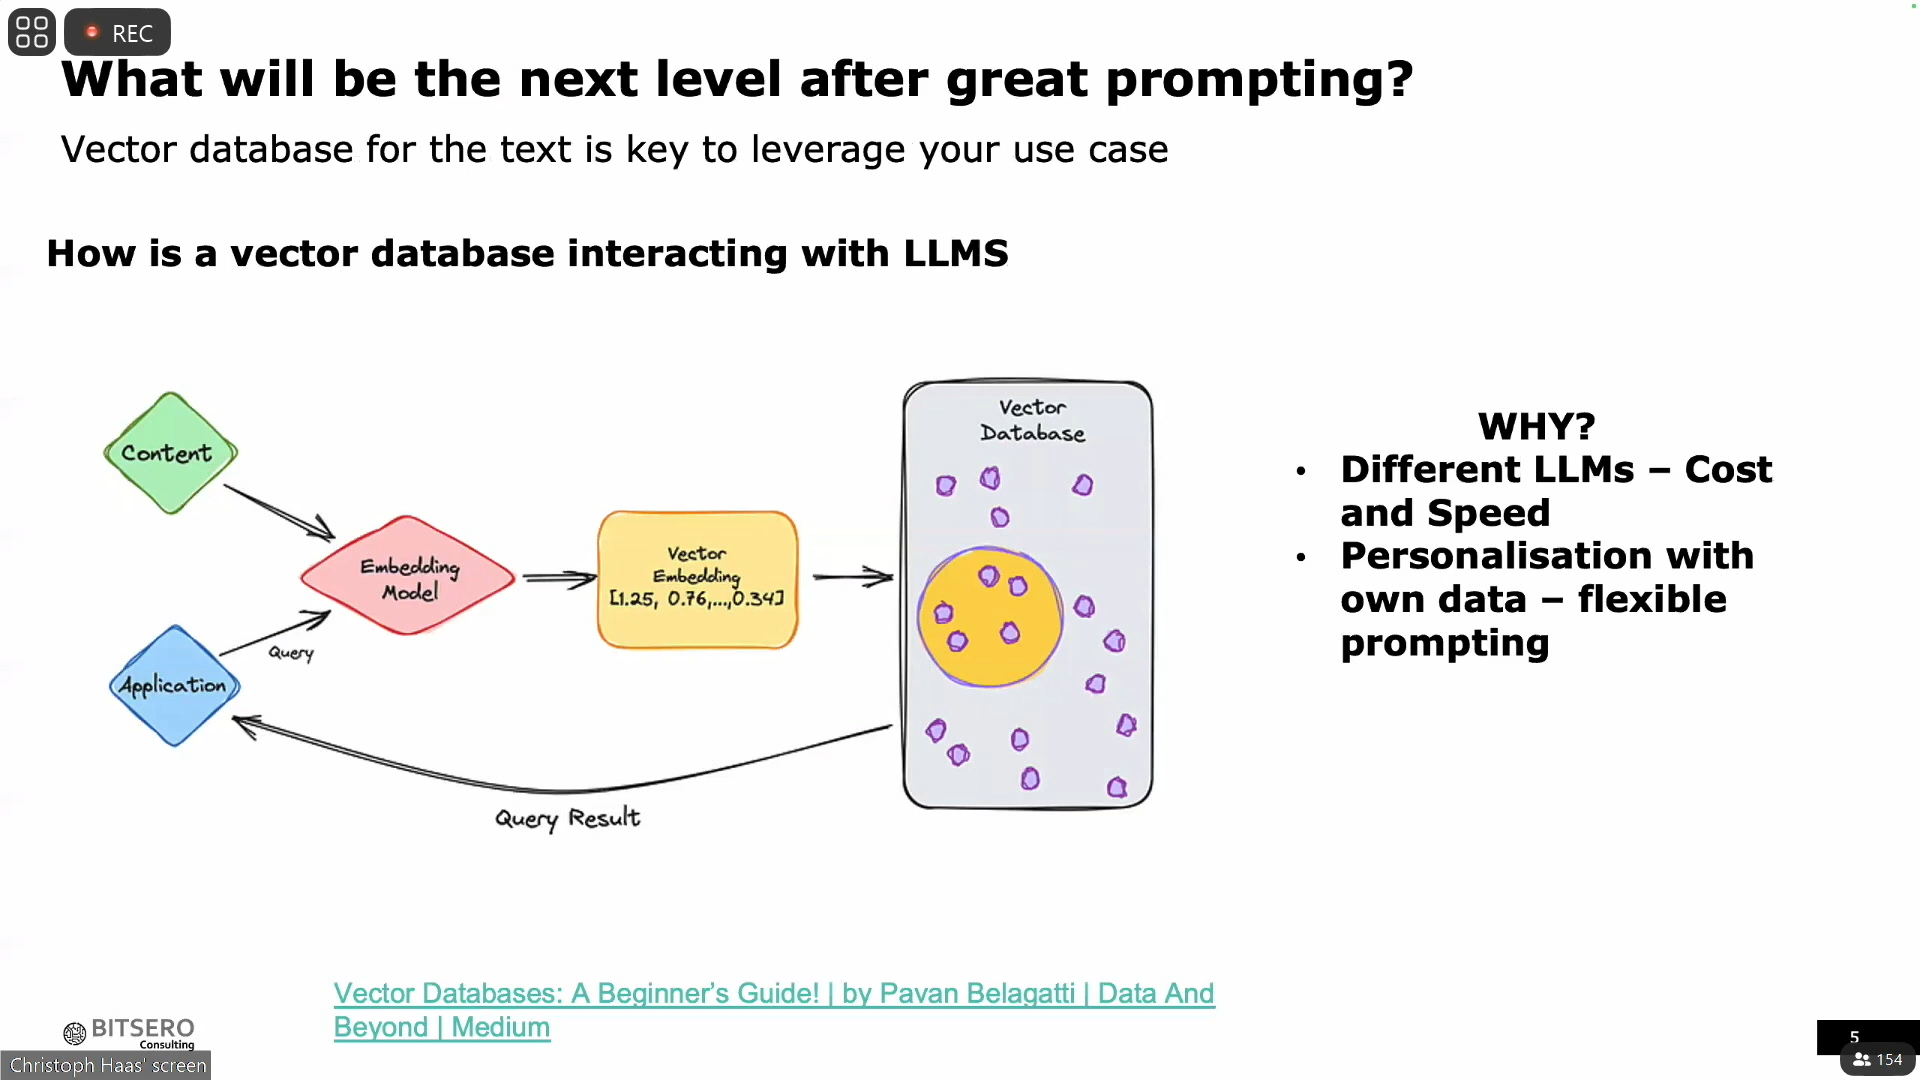 REC
What will be the next level after great prompting?
Vector database for the text is key to leverage your use case
How is a vector database interacting with LLMS
Content
Embedding
Model
Application
Query
Vector
Embedding
[1.25, 0.76,...,0.34]
Vector
Database
Query Result
WHY?
• Different LLMs – Cost
and Speed
• Personalisation with
own data – flexible
prompting
Vector Databases: A Beginner’s Guide! | by Pavan Belagatti | Data And
Beyond | Medium
BITSERO
Consulting
Christoph Haas' screen
5
154